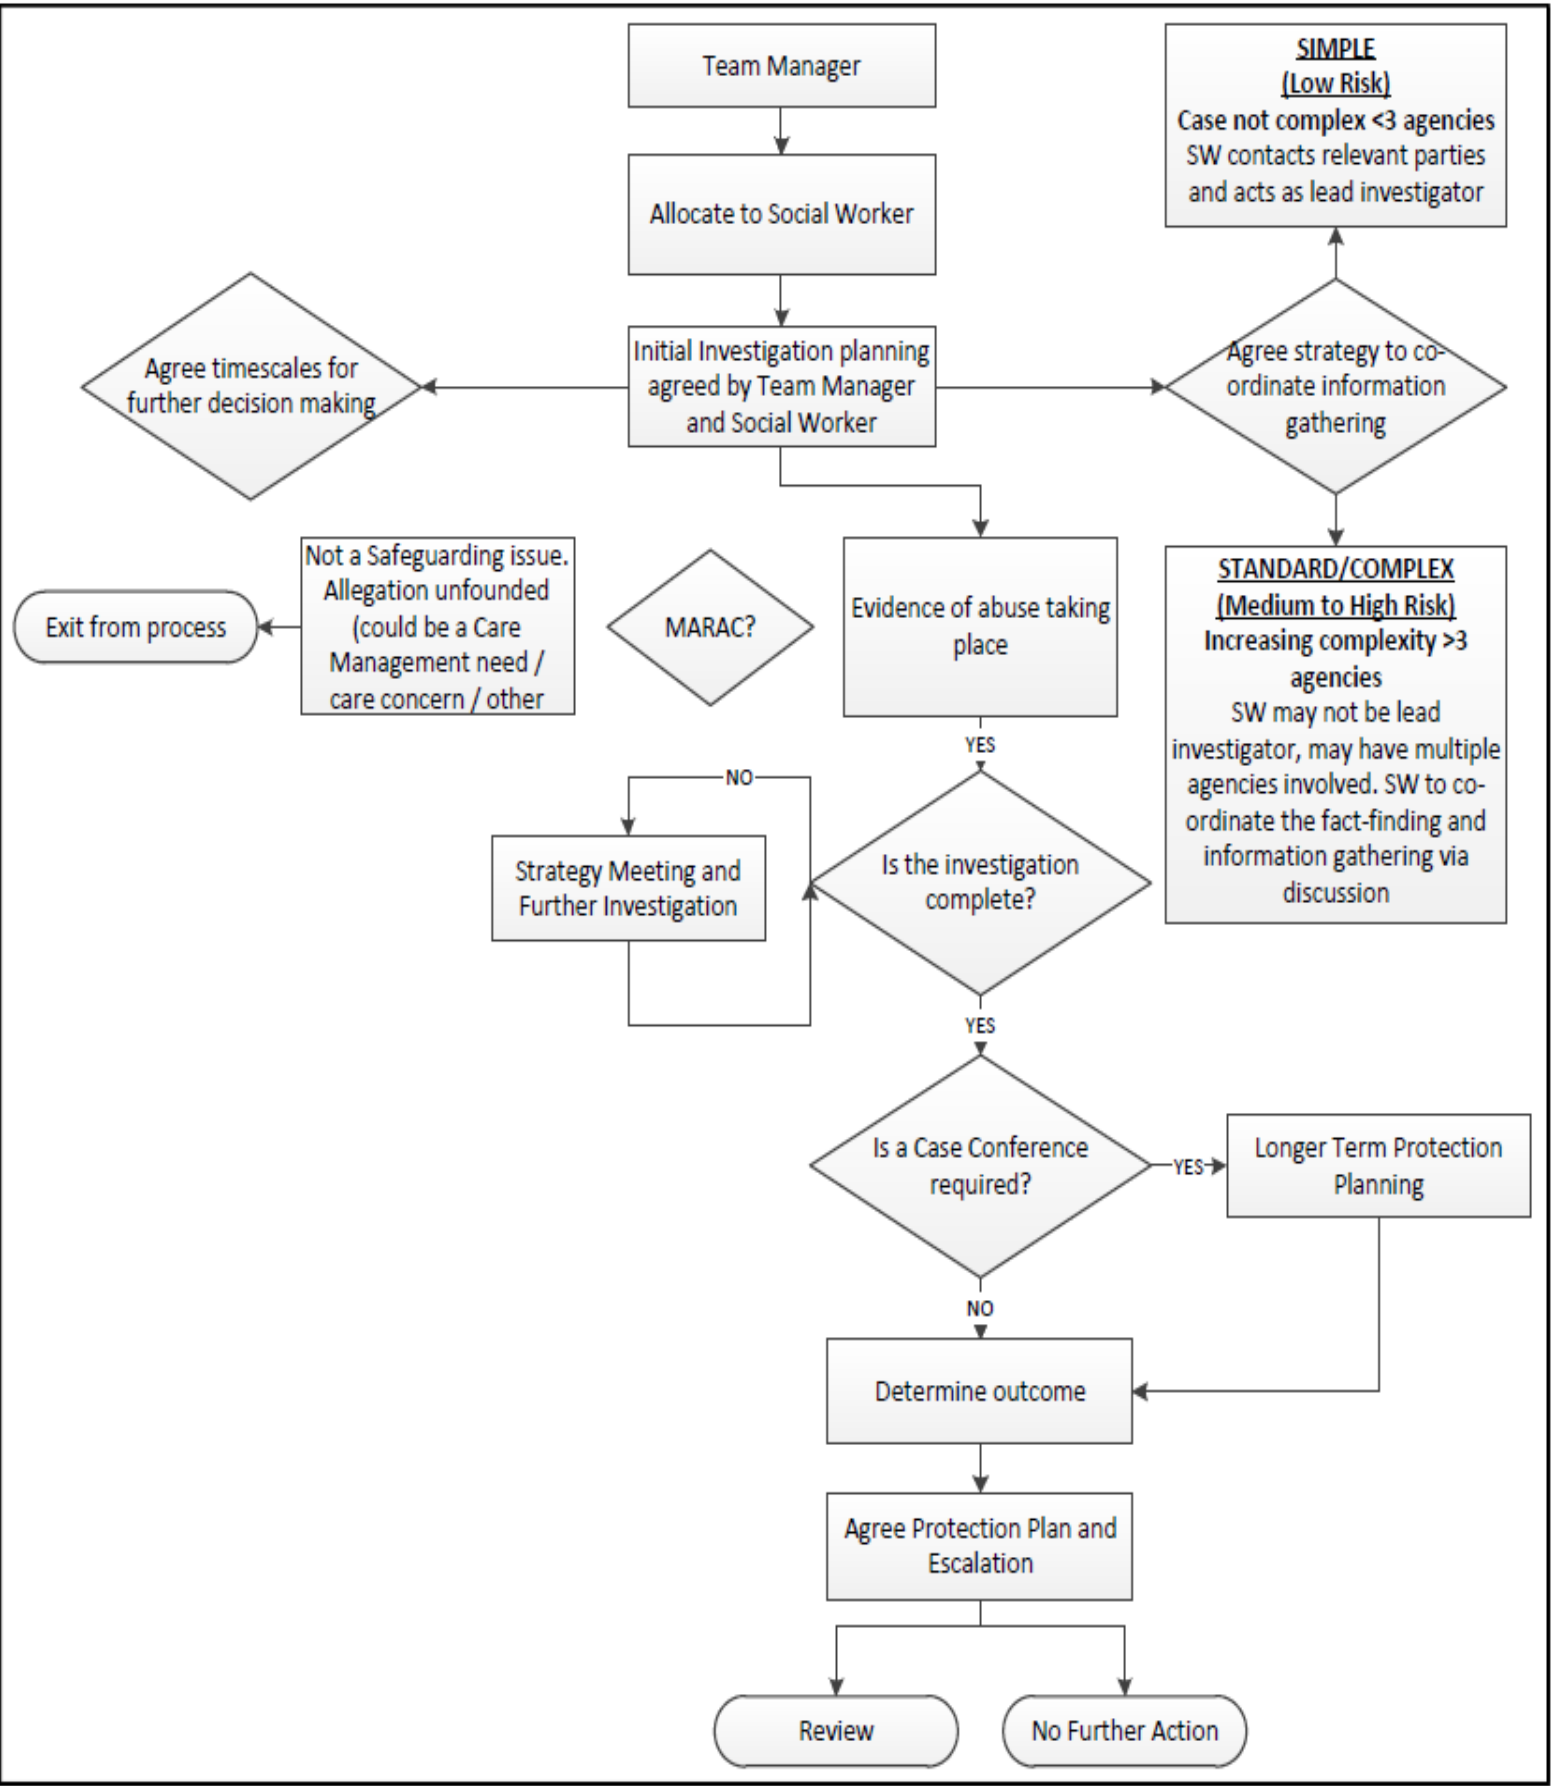 Team Manager
SIMPLE
(Low Risk)
Case not complex <3 agencies
SW contacts relevant parties
and acts as lead investigator
Allocate to Social Worker
Agree timescales for
further decision making
Initial Investigation planning
agreed by Team Manager
and Social Worker
Agree strategy to co-
ordinate information
gathering
Exit from process
Not a Safeguarding issue.
Allegation unfounded
(could be a Care
Management need /
care concern / other
MARAC?
Evidence of abuse taking
place
STANDARD/COMPLEX
(Medium to High Risk)
Increasing complexity >3
agencies
SW may not be lead
investigator, may have multiple
agencies involved. SW to co-
ordinate the fact-finding and
information gathering via
discussion
YES
NO
Strategy Meeting and
Further Investigation
Is the investigation
complete?
YES
Is a Case Conference
required?
YES
Longer Term Protection
Planning
NO
Determine outcome
Agree Protection Plan and
Escalation
Review
No Further Action